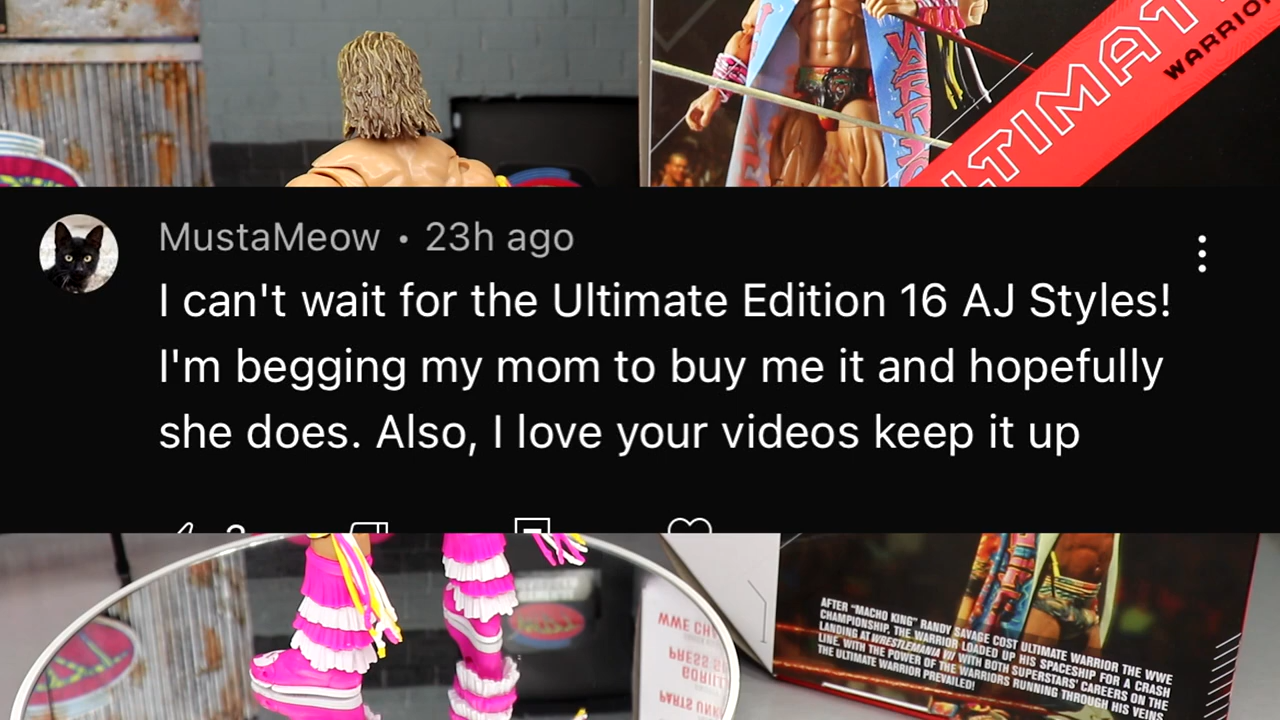 ULTIMAT
WARRIOR
MustaMeow • 23h ago
I can't wait for the Ultimate Edition 16 AJ Styles!
I'm begging my mom to buy me it and hopefully
she does. Also, I love your videos keep it up
AFTER "MACHO KING" RANDY SAVAGE COST ULTIMATE WARRIOR THE WWE
CHAMPIONSHIP, THE WARRIOR LOADED UP HIS SPACESHIP FOR A CRASH
LANDING AT WRESTLEMANIA VII WITH BOTH SUPERSTARS' CAREERS ON THE
LINE. WITH THE POWER OF THE WARRIORS RUNNING THROUGH HIS VEINS
THE ULTIMATE WARRIOR PREVAILED!